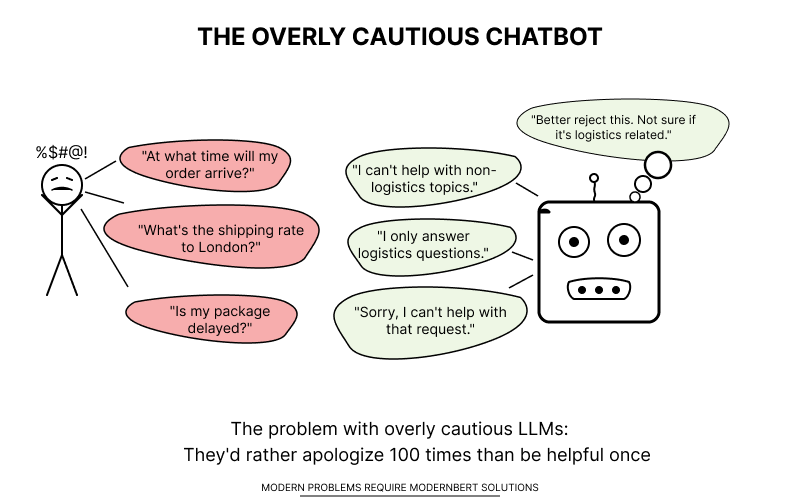 THE OVERLY CAUTIOUS CHATBOT
"Better reject this. Not sure if
it's logistics related."
%$#@!
"At what time will my
order arrive?"
"I can't help with non-
logistics topics."
"What's the shipping rate
to London?"
"I only answer
logistics questions."
"Is my package
delayed?"
"Sorry, I can't help with
that request."
The problem with overly cautious LLMs:
They'd rather apologize 100 times than be helpful once
MODERN PROBLEMS REQUIRE MODERNBERT SOLUTIONS